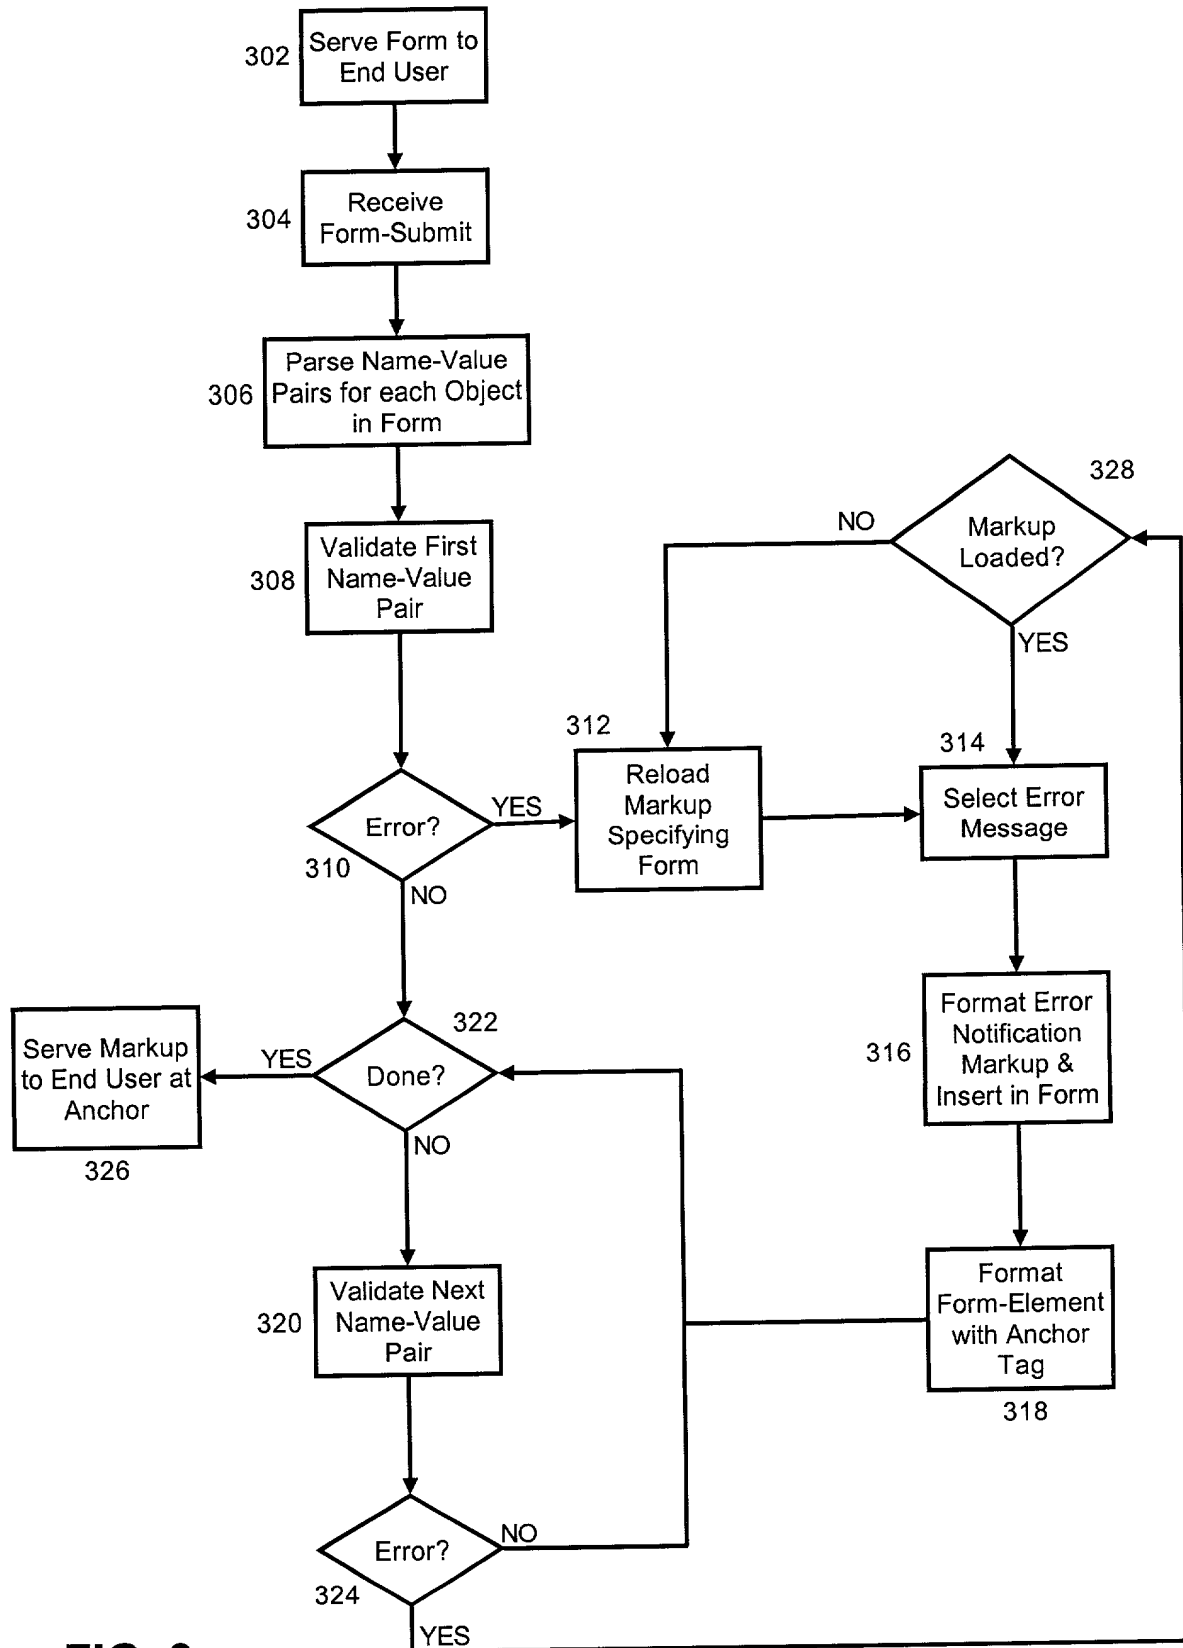 302
Serve Form to
End User
304
Receive
Form-Submit
306
Parse Name-Value
Pairs for each Object
in Form
308
Validate First
Name-Value
Pair
328
Markup
Loaded?
NO
YES
312
Reload
Markup
Specifying
Form
314
Select Error
Message
Error?
YES
310
NO
316
Format Error
Notification
Markup &
Insert in Form
322
Done?
YES
NO
Serve Markup
to End User at
Anchor
326
320
Validate Next
Name-Value
Pair
Format
Form-Element
with Anchor
Tag
318
Error?
NO
324
YES